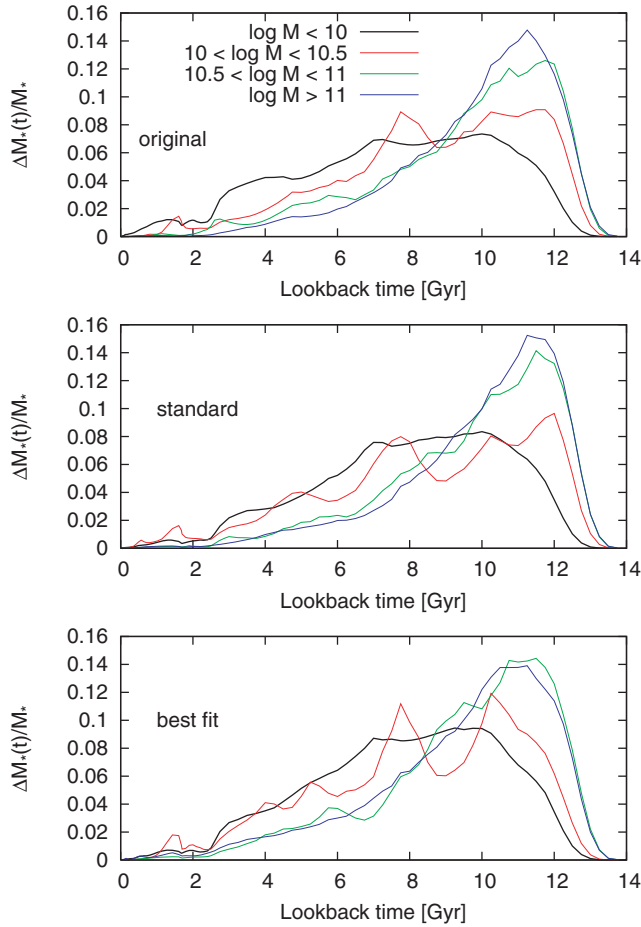 0.16
0.14
0.12
0.1
0.08
0.06
0.04
0.02
0
ΔM*(t)/M*
log M < 10
10 < log M < 10.5
10.5 < log M < 11
log M > 11
original
0 2 4 6 8 10 12 14
Lookback time [Gyr]
0.16
0.14
0.12
0.1
0.08
0.06
0.04
0.02
0
ΔM*(t)/M*
standard
0 2 4 6 8 10 12 14
Lookback time [Gyr]
0.16
0.14
0.12
0.1
0.08
0.06
0.04
0.02
0
ΔM*(t)/M*
best fit
0 2 4 6 8 10 12 14
Lookback time [Gyr]